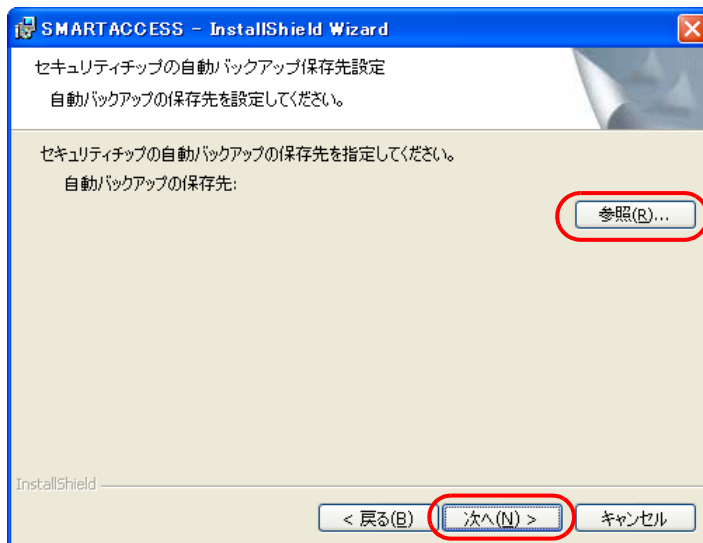 SMARTACCESS - InstallShield Wizard
セキュリティチップの自動バックアップ保存先設定
自動バックアップの保存先を設定してください。
セキュリティチップの自動バックアップの保存先を指定してください。
自動バックアップの保存先:
参照(R)...
InstallShield
< 戻る(B)
次へ(N) >
キャンセル